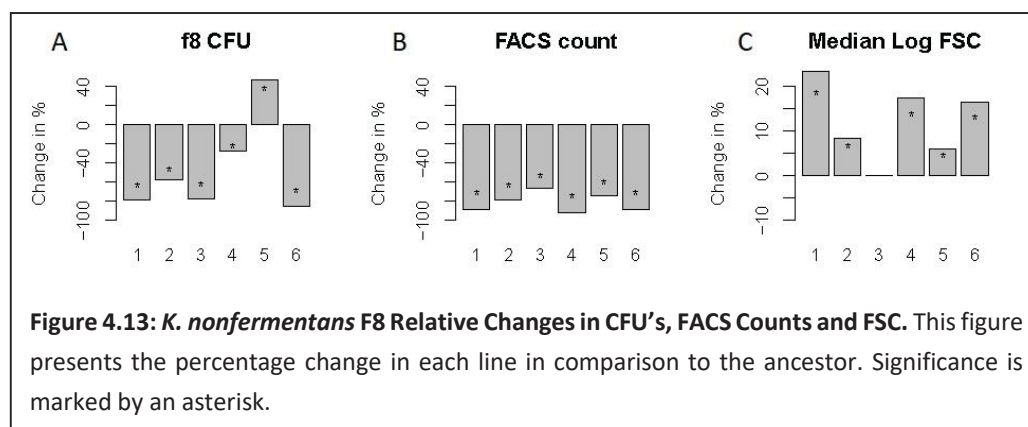 A f8 CFU
Change in %
40
0
−40
−100
1 2 3 4 5 6
* * * * * *
B FACS count
Change in %
40
0
−40
−100
1 2 3 4 5 6
* * * * * *
C Median Log FSC
Change in %
20
10
0
−10
1 2 3 4 5 6
* * * * *
Figure 4.13: K. nonfermentans F8 Relative Changes in CFU's, FACS Counts and FSC. This figure
presents the percentage change in each line in comparison to the ancestor. Significance is
marked by an asterisk.